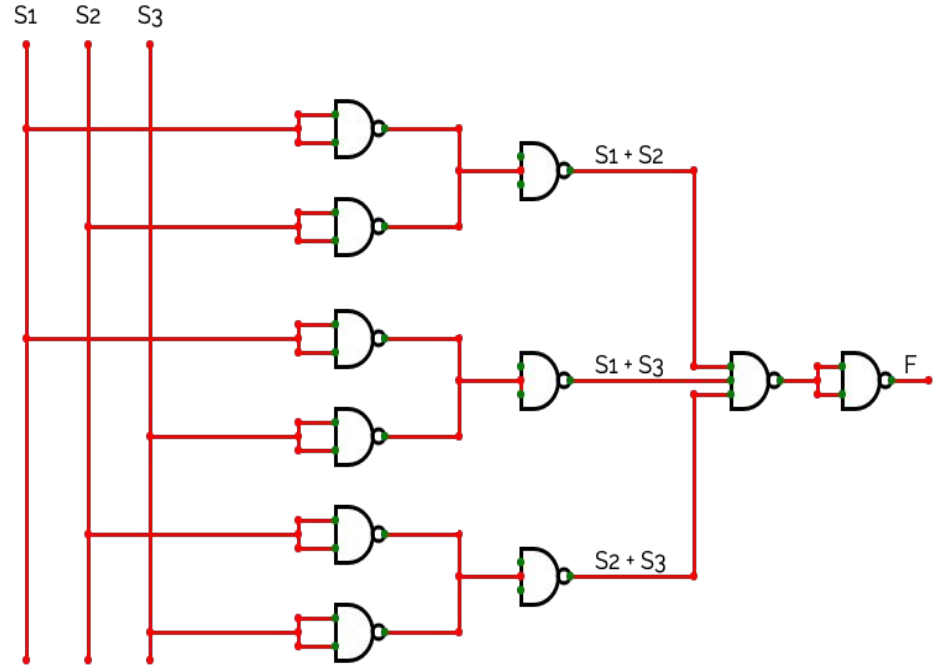 S1 S2 S3
S1 + S2
S1 + S3
F
S2 + S3